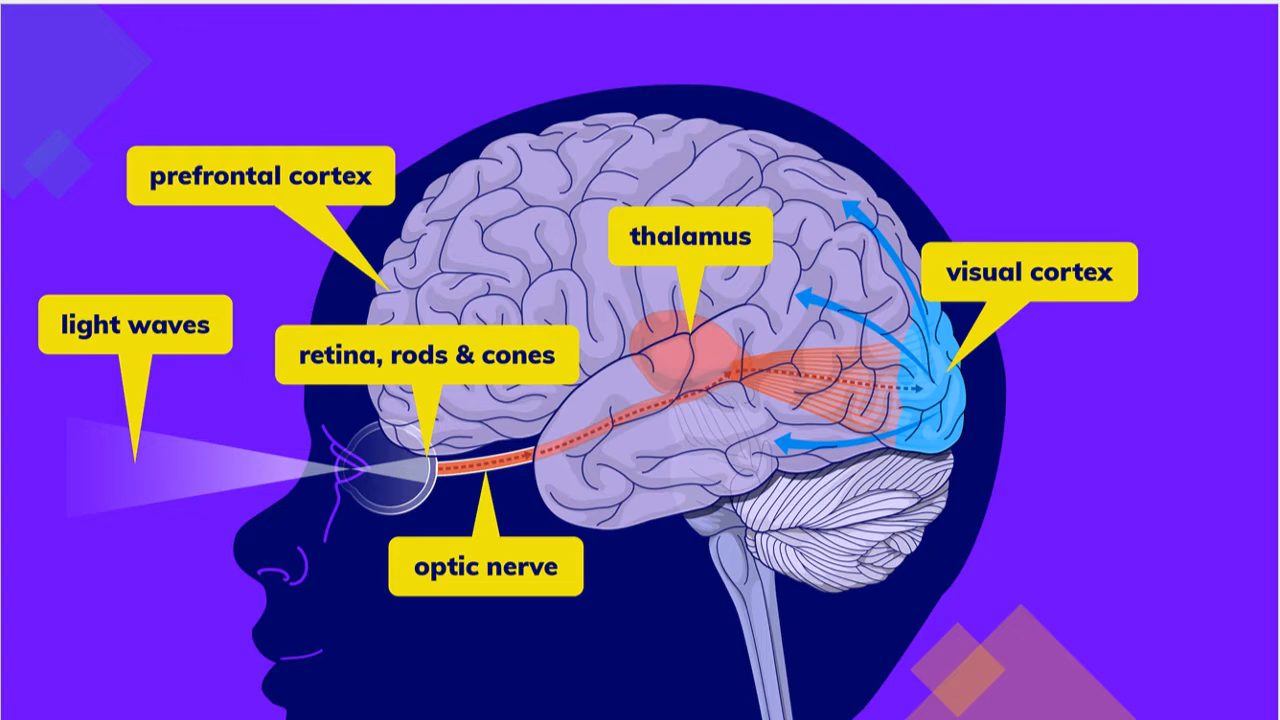 prefrontal cortex
thalamus
visual cortex
light waves
retina, rods & cones
optic nerve